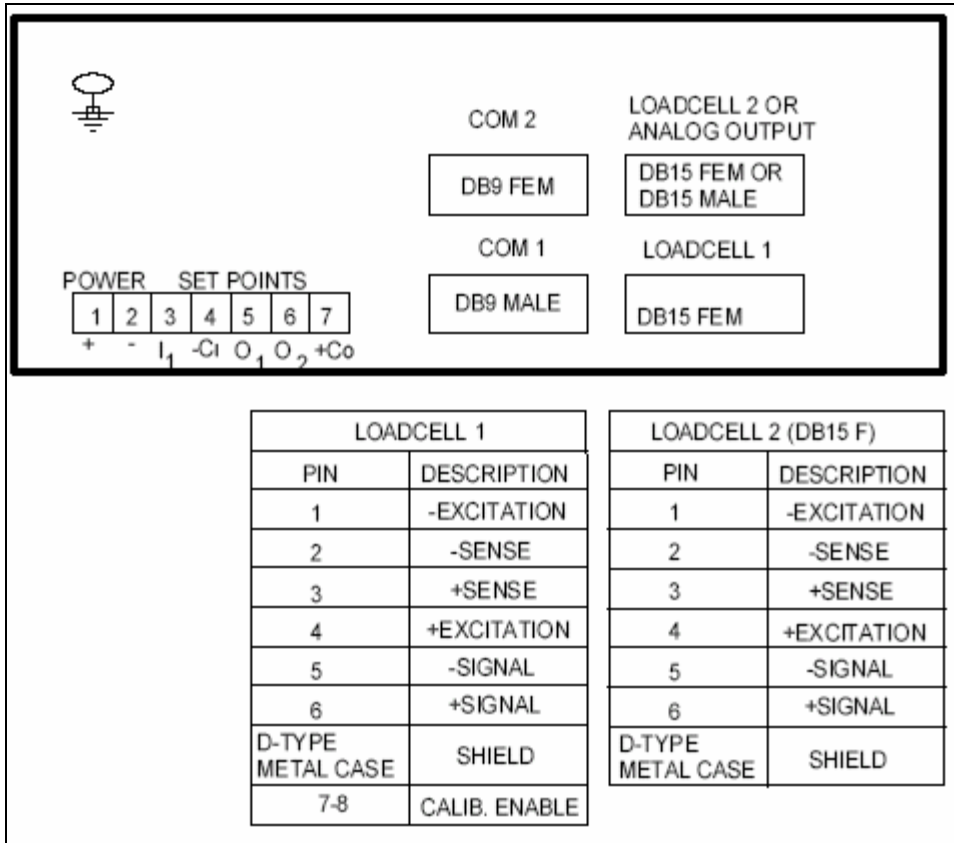 COM 2
LOADCELL 2 OR
ANALOG OUTPUT
DB9 FEM
DB15 FEM OR
DB15 MALE
COM 1
LOADCELL 1
DB9 MALE
DB15 FEM
POWER SET POINTS
1 2 3 4 5 6 7
+ - I1 -CI O1 O2 +Co
LOADCELL 1
PIN DESCRIPTION
1 -EXCITATION
2 -SENSE
3 +SENSE
4 +EXCITATION
5 -SIGNAL
6 +SIGNAL
D-TYPE
METAL CASE SHIELD
7-8 CALIB. ENABLE
LOADCELL 2 (DB15 F)
PIN DESCRIPTION
1 -EXCITATION
2 -SENSE
3 +SENSE
4 +EXCITATION
5 -SIGNAL
6 +SIGNAL
D-TYPE
METAL CASE SHIELD